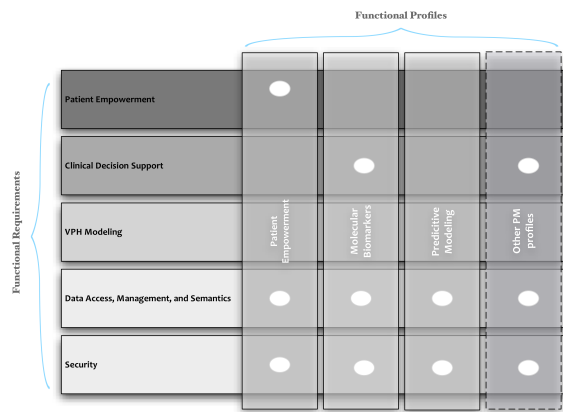 Functional Profiles
Functional Requirements
Patient Empowerment
Clinical Decision Support
VPH Modeling
Data Access, Management, and Semantics
Security
Patient
Empowerment
Molecular
Biomarkers
Predicitive
Modeling
Other PM
profiles